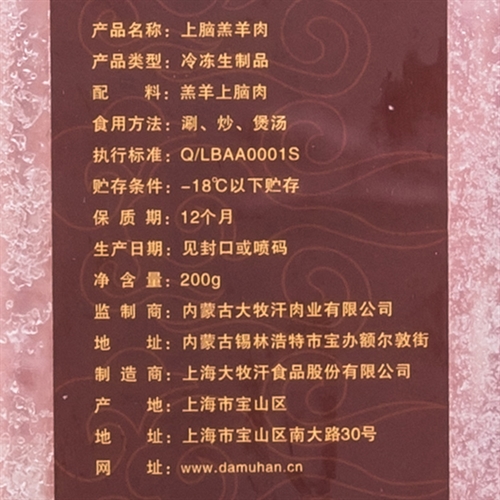 产品名称：上脑羔羊肉
产品类型：冷冻生制品
配料：羔羊上脑肉
食用方法：涮、炒、煲汤
执行标准：Q/LBAA0001S
贮存条件：-18℃以下贮存
保质期：12个月
生产日期：见封口或喷码
净含量：200g
监制商：内蒙古大牧汗肉业有限公司
地址：内蒙古锡林浩特市宝办额尔敦街
制造商：上海大牧汗食品股份有限公司
产地：上海市宝山区
地址：上海市宝山区南大路30号
网址：www.damuhan.cn